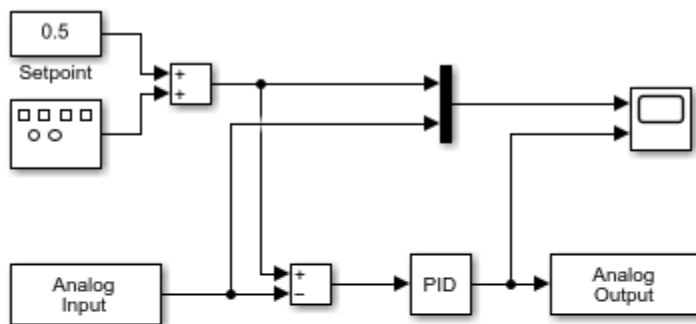 0.5
Setpoint
+
+
Analog
Input
+
−
PID
Analog
Output